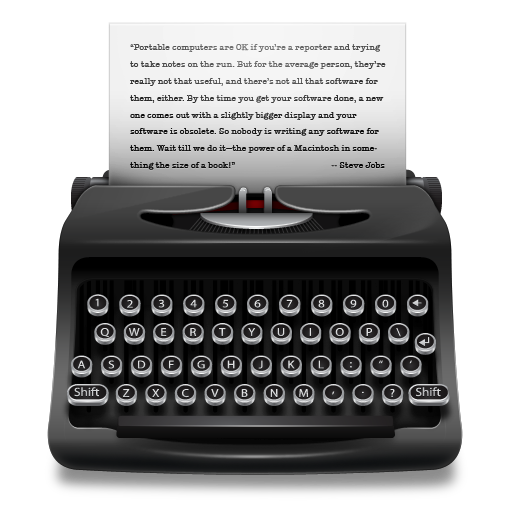 “Portable computers are OK if you’re a reporter and trying
to take notes on the run. But for the average person, they’re
really not that useful, and there’s not all that software for
them, either. By the time you get your software done, a new
one comes out with a slightly bigger display and your
software is obsolete. So nobody is writing any software for
them. Wait till we do it—the power of a Macintosh in some-
thing the size of a book!” -- Steve Jobs
1 2 3 4 5 6 7 8 9 0 ←
Q W E R T Y U I O P \ ↵
A S D F G H J K L : “ ‘
Shift Z X C V B N M , . ? Shift